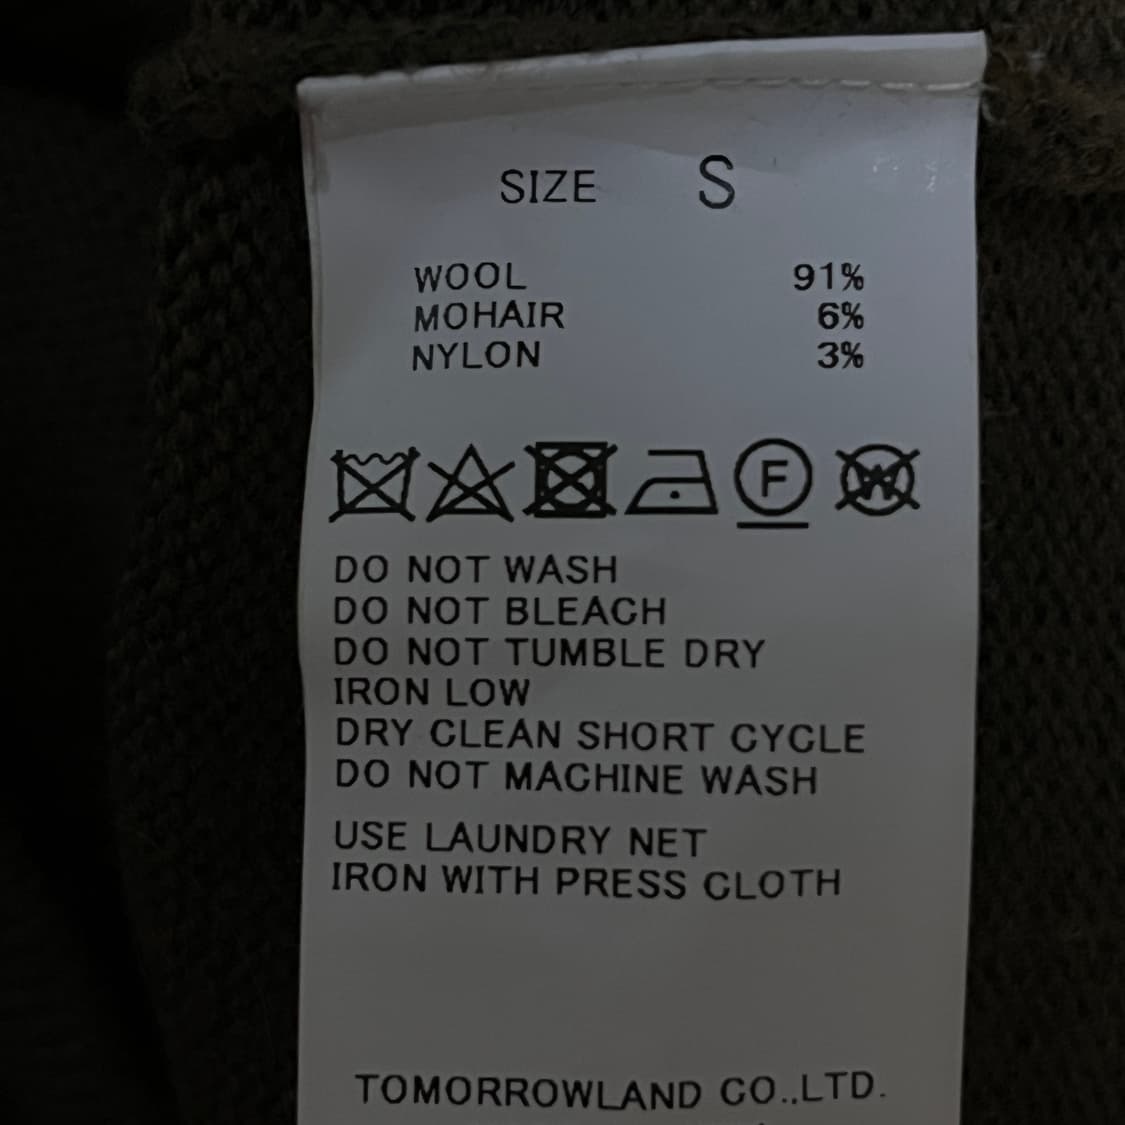 SIZE S
WOOL 91%
MOHAIR 6%
NYLON 3%
F W
DO NOT WASH
DO NOT BLEACH
DO NOT TUMBLE DRY
IRON LOW
DRY CLEAN SHORT CYCLE
DO NOT MACHINE WASH
USE LAUNDRY NET
IRON WITH PRESS CLOTH
TOMORROWLAND CO.,LTD.